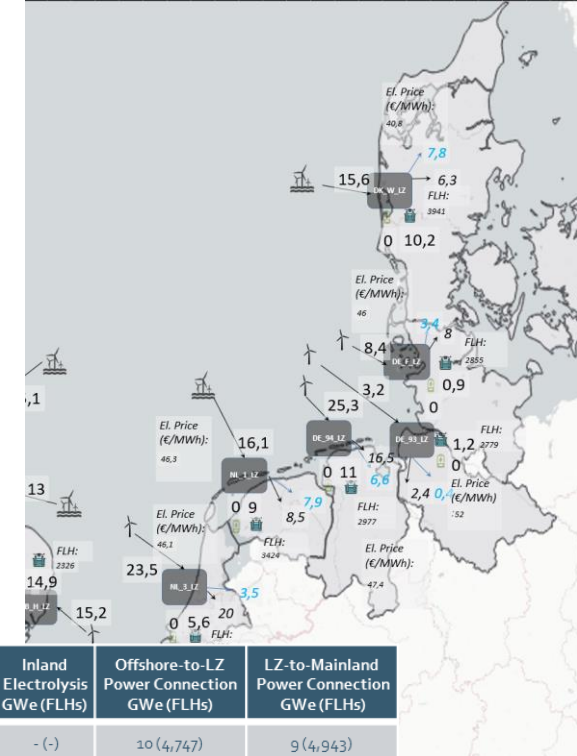 El. Price
(€/MWh):
40,8
7,8
15,6
DK_W_LZ
6,3
FLH:
3941
0 10,2
El. Price
(€/MWh):
46
3,4
8
8,4
DE_F_LZ
FLH:
2855
0,9
0
3,2
25,3
DE_94_LZ
DE_93_LZ
1,2
FLH:
2779
0
16,5
6,6
0 11
FLH:
2977
2,4
El. Price
(€/MWh)
52
El. Price
(€/MWh):
47,4
El. Price
(€/MWh):
46,3
16,1
NL_1_LZ
7,9
0 9
8,5
FLH:
3424
El. Price
(€/MWh):
46,1
23,5
NL_3_LZ
3,5
20
0 5,6
FLH:
,1
13
FLH:
2326
14,9
15,2
Inland
Electrolysis
GWe (FLHs)
Offshore-to-LZ
Power Connection
GWe (FLHs)
LZ-to-Mainland
Power Connection
GWe (FLHs)
- (-)
10 (4,747)
9 (4,943)